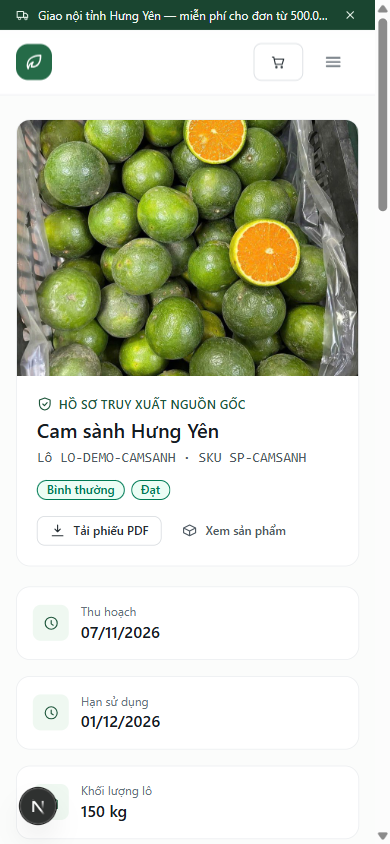 Giao nội tỉnh Hưng Yên — miễn phí cho đơn từ 500.0...
HỒ SƠ TRUY XUẤT NGUỒN GỐC
Cam sành Hưng Yên
Lô LO-DEMO-CAMSANH · SKU SP-CAMSANH
Bình thường Đạt
Tải phiếu PDF Xem sản phẩm
Thu hoạch
07/11/2026
Hạn sử dụng
01/12/2026
Khối lượng lô
150 kg
N